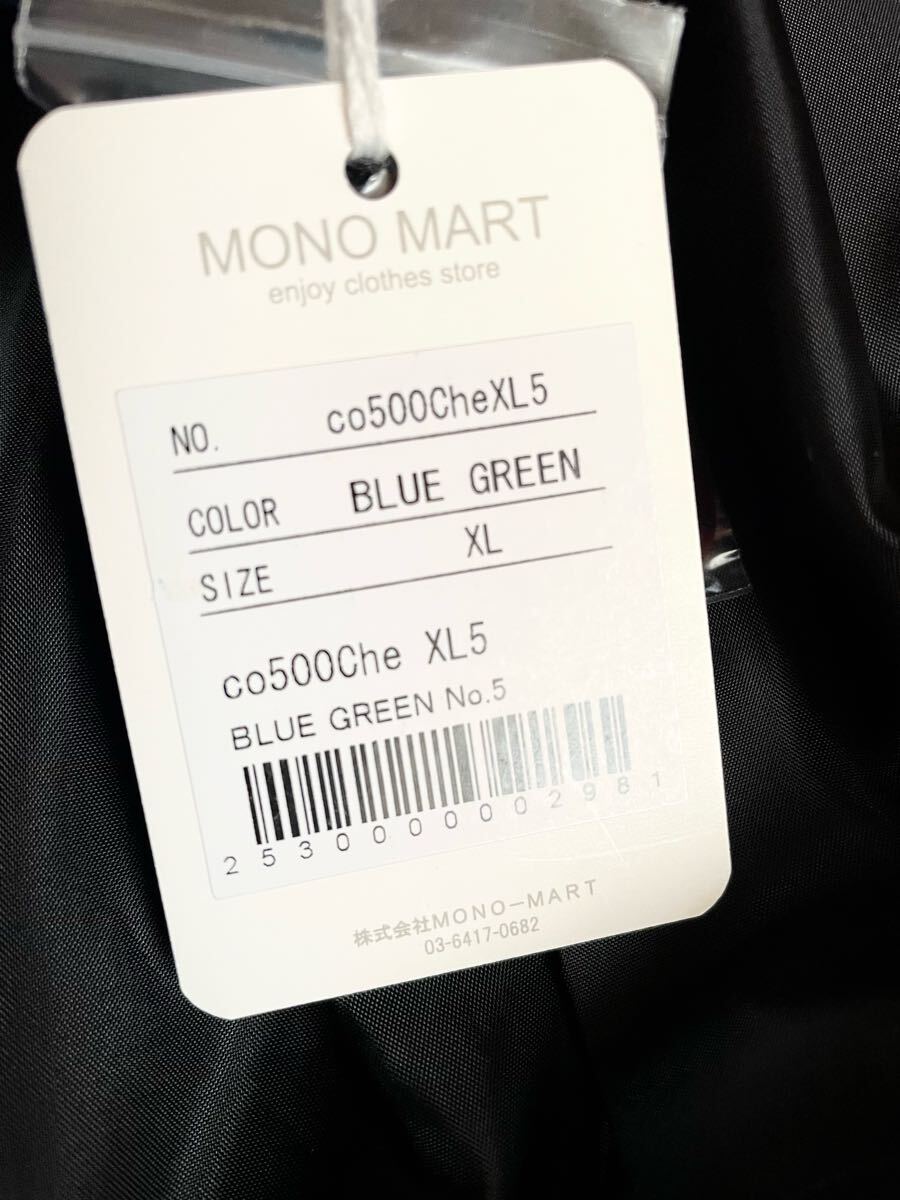 MONO MART
enjoy clothes store
NO. co500CheXL5
COLOR BLUE GREEN
SIZE XL
co500Che XL5
BLUE GREEN No.5
2530000002981
株式会社MONO-MART
03-6417-0682